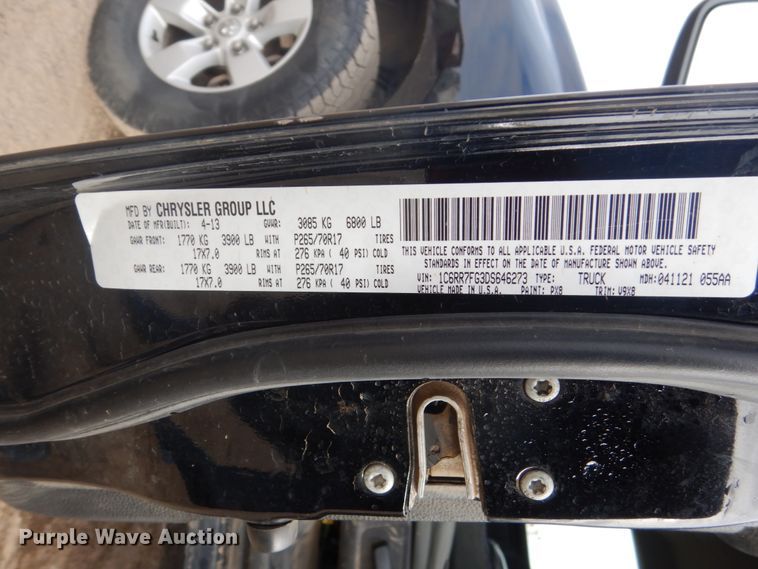 MFD BY CHRYSLER GROUP LLC
DATE OF MFR(BUILT): 4-13 GVWR: 3085 KG 6800 LB
GAWR FRONT: 1770 KG 3900 LB WITH P265/70R17 TIRES
17X7.0 RIMS AT 276 KPA ( 40 PSI) COLD
GAWR REAR: 1770 KG 3900 LB WITH P265/70R17 TIRES
17X7.0 RIMS AT 276 KPA ( 40 PSI) COLD
THIS VEHICLE CONFORMS TO ALL APPLICABLE U.S.A. FEDERAL MOTOR VEHICLE SAFETY
STANDARDS IN EFFECT ON THE DATE OF MANUFACTURE SHOWN ABOVE.
VIN: 1C6RR7FG3DS646273 TYPE: TRUCK MDH: 041121 055AA
VEHICLE MADE IN U.S.A. PAINT: PX8 TRIM: V9X8
Purple Wave Auction